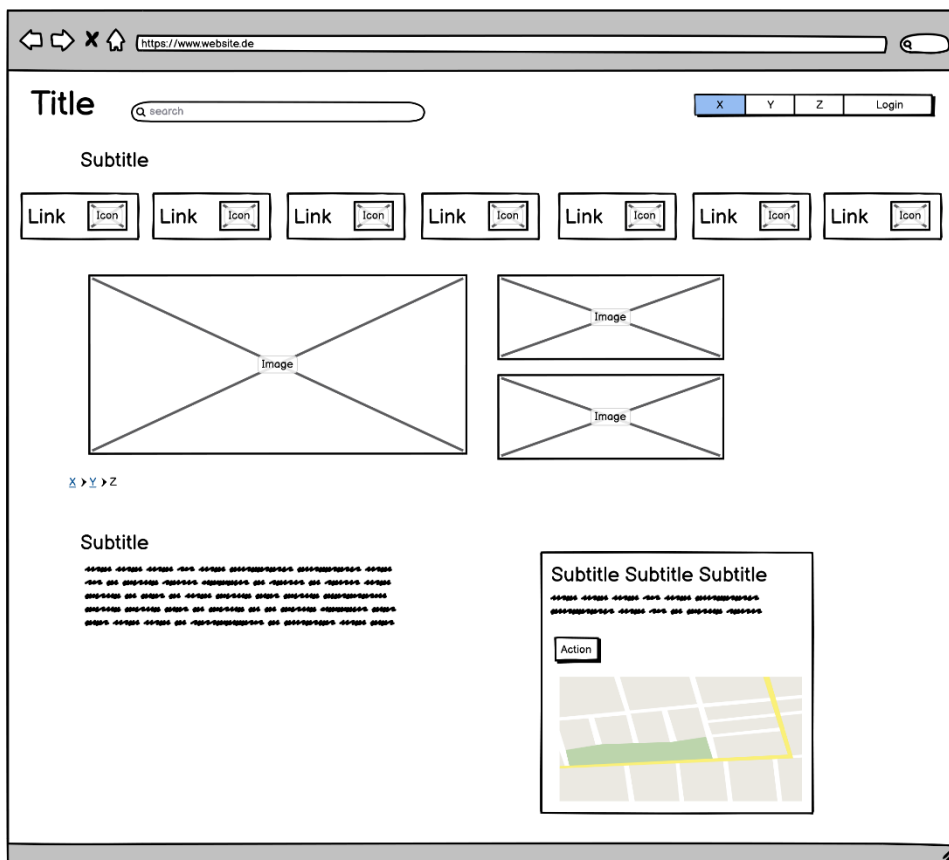 https://www.website.de
Title
search
X Y Z Login
Subtitle
Link Icon Link Icon Link Icon Link Icon Link Icon Link Icon Link Icon
Image
Image
Image
X > Y > Z
Subtitle
Subtitle Subtitle Subtitle
Action